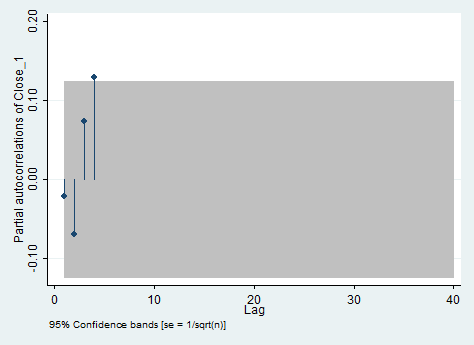 Partial autocorrelations of Close_1
0.20
0.10
0.00
-0.10
0 10 20 30 40
Lag
95% Confidence bands [se = 1/sqrt(n)]